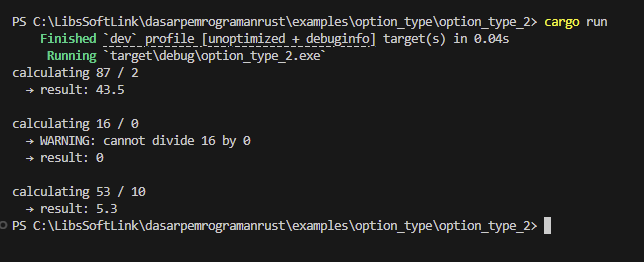 PS C:\LibsSoftLink\dasarpemrogramanrust\examples\option_type\option_type_2> cargo run
    Finished `dev` profile [unoptimized + debuginfo] target(s) in 0.04s
     Running `target\debug\option_type_2.exe`
calculating 87 / 2
  → result: 43.5

calculating 16 / 0
  → WARNING: cannot divide 16 by 0
  → result: 0

calculating 53 / 10
  → result: 5.3
PS C:\LibsSoftLink\dasarpemrogramanrust\examples\option_type\option_type_2>